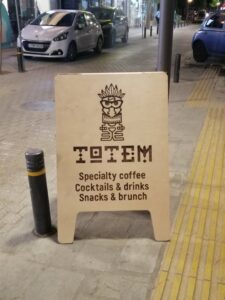 TOTEM
Specialty coffee
Cocktails & drinks
Snacks & brunch